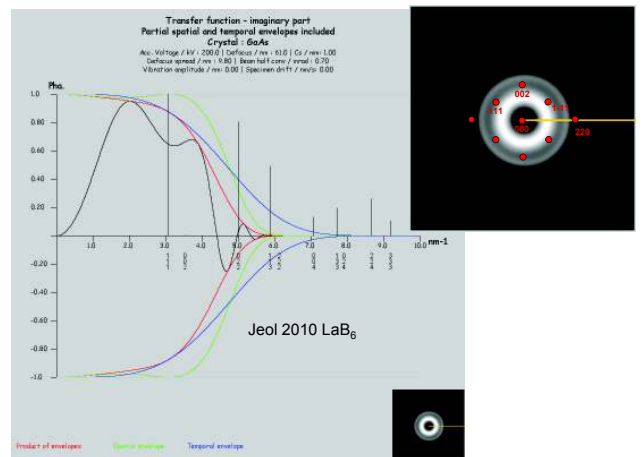 Transfer function - imaginary part
Partial spatial and temporal envelopes included
Crystal : GaAs
Acc. Voltage / kV : 200.0 | Defocus / nm : 61.0 | Cs / nm: 1.00
Defocus spread / nm : 9.80 | Beam half conv / mrad : 0.70
Vibration amplitude / nm: 0.00 | Specimen drift / nm/s: 0.00
Pha.
1.0
0.80
0.60
0.40
0.20
-0.20
-0.40
-0.60
-0.80
-1.0
1.0
2.0
3.0
4.0
5.0
6.0
7.0
8.0
9.0
10.0
nm-1
002
111
1-11
000
220
Jeol 2010 LaB6
Product of envelopes
Spatial envelope
Temporal envelope